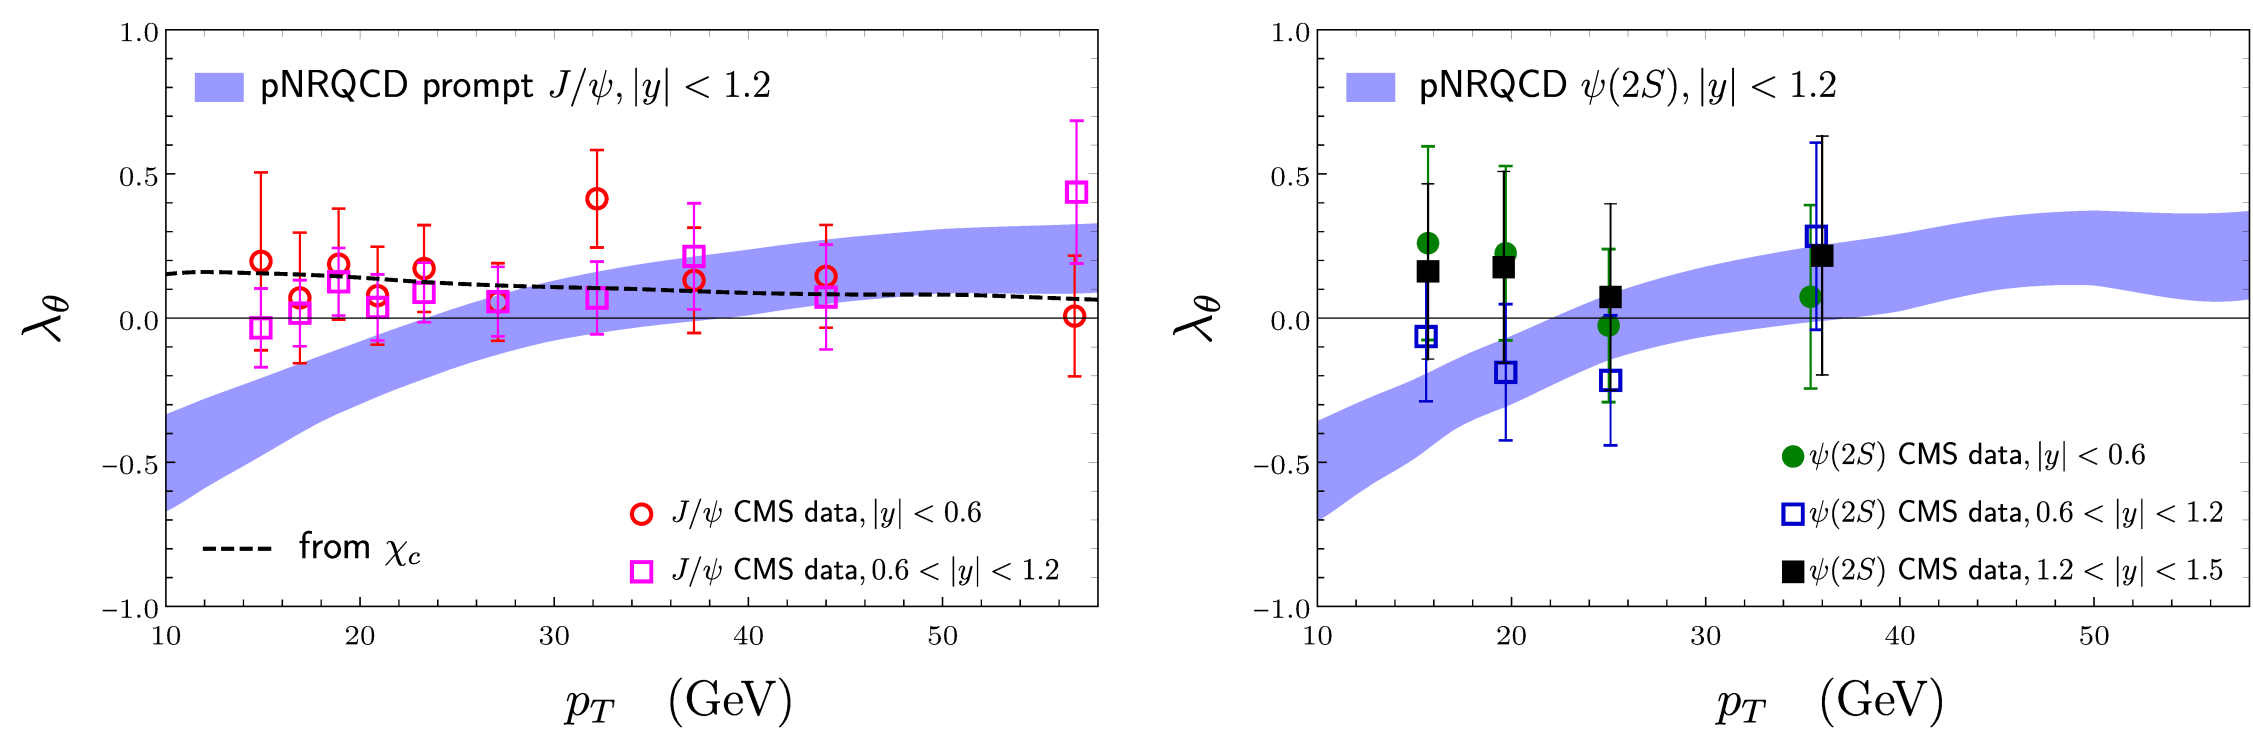 1.0
0.5
0.0
−0.5
−1.0
λθ
pNRQCD prompt J/ψ, |y| < 1.2
from χc
J/ψ CMS data, |y| < 0.6
J/ψ CMS data, 0.6 < |y| < 1.2
10 20 30 40 50
pT (GeV)
1.0
0.5
0.0
−0.5
−1.0
λθ
pNRQCD ψ(2S), |y| < 1.2
ψ(2S) CMS data, |y| < 0.6
ψ(2S) CMS data, 0.6 < |y| < 1.2
ψ(2S) CMS data, 1.2 < |y| < 1.5
10 20 30 40 50
pT (GeV)